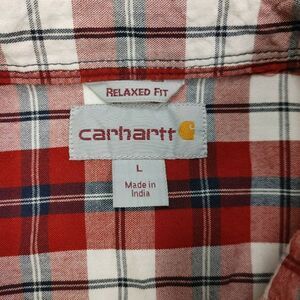 RELAXED FIT
carhartt
L
Made in
India